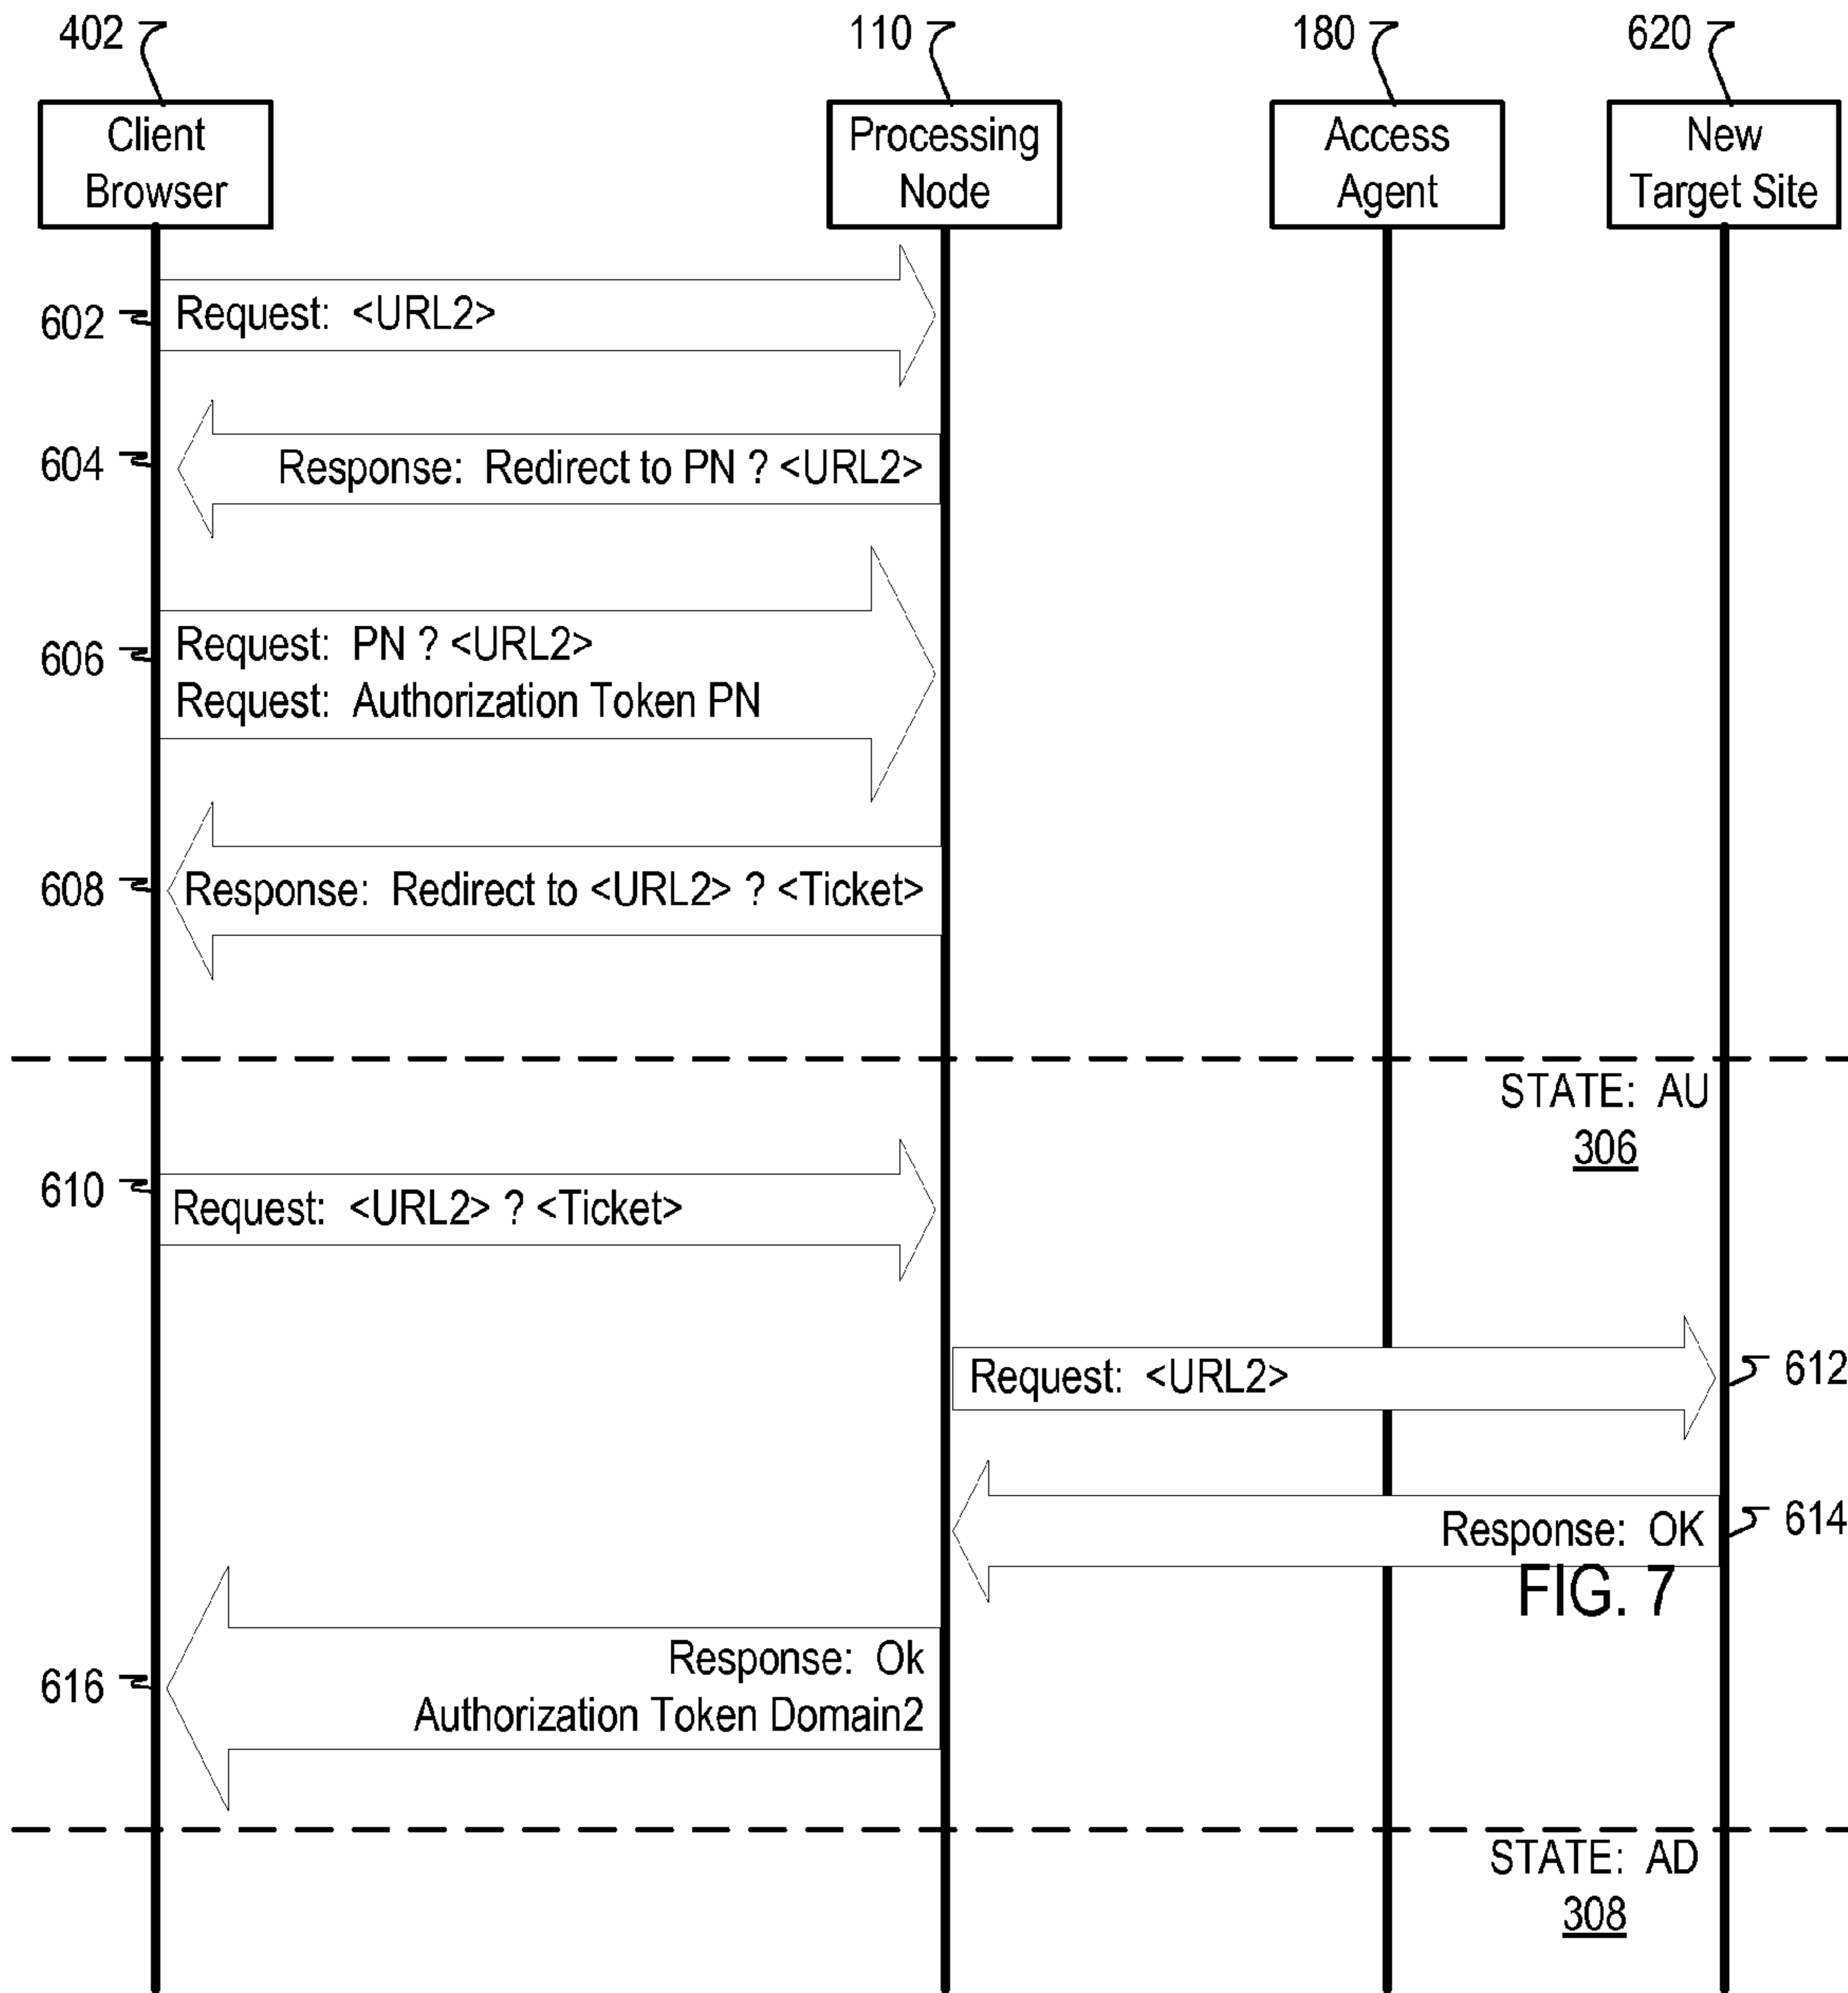 402
110
180
620
Client
Browser
Processing
Node
Access
Agent
New
Target Site
602
Request: <URL2>
604
Response: Redirect to PN ? <URL2>
606
Request: PN ? <URL2>
Request: Authorization Token PN
608
Response: Redirect to <URL2> ? <Ticket>
STATE: AU
306
610
Request: <URL2> ? <Ticket>
Request: <URL2>
612
Response: OK
614
FIG. 7
616
Response: Ok
Authorization Token Domain2
STATE: AD
308